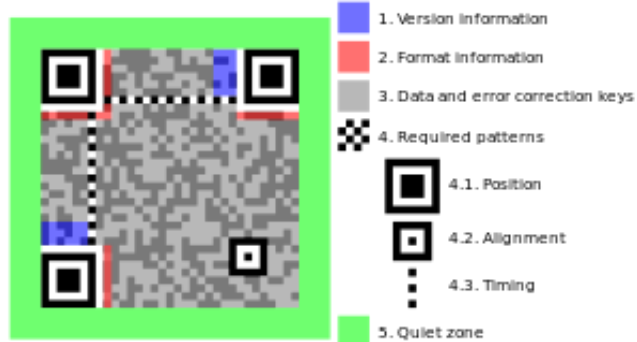 1. Version information
2. Format information
3. Data and error correction keys
4. Required patterns
4.1. Position
4.2. Alignment
4.3. Timing
5. Quiet zone